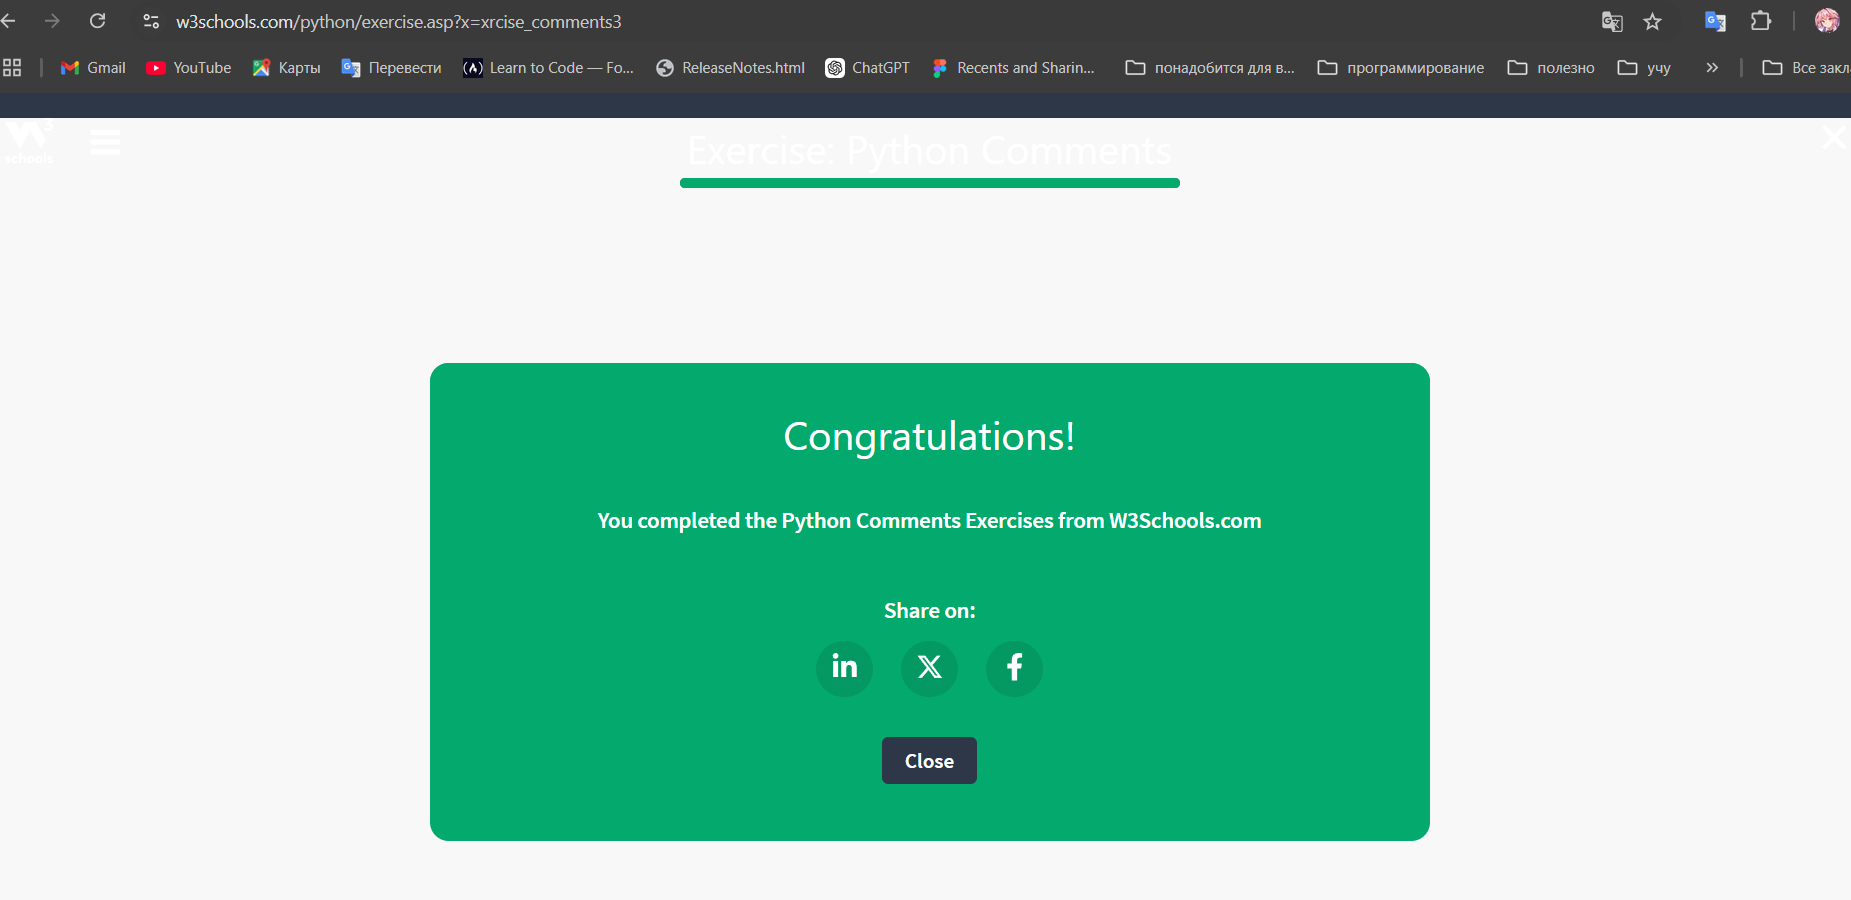 w3schools.com/python/exercise.asp?x=xrcise_comments3
Gmail YouTube Карты Перевести Learn to Code — Fo... ReleaseNotes.html ChatGPT Recents and Sharin... понадобится для в... программирование полезно учу Все закл
W3
schools
Exercise: Python Comments
Congratulations!
You completed the Python Comments Exercises from W3Schools.com
Share on:
in X f
Close